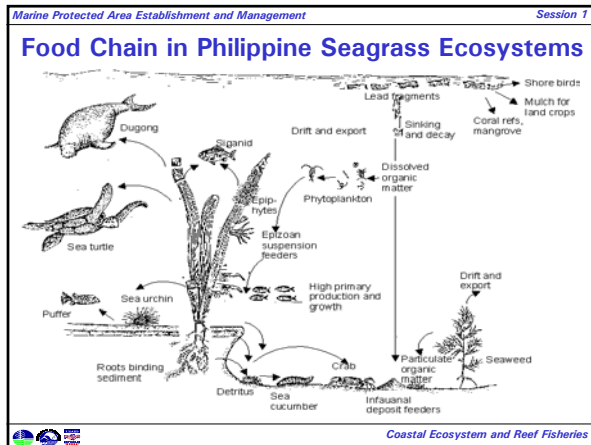 Marine Protected Area Establishment and Management
Session 1
Food Chain in Philippine Seagrass Ecosystems
Shore birds
Lead fragments
Mulch for
land crops
Coral refs,
mangrove
Dugong
Siganid
Drift and export
Sinking
and decay
Dissolved
organic
matter
Phytoplankton
Epip-
hytes
Epizoan
suspension
feeders
Sea turtle
High primary
production and
growth
Drift and
export
Sea urchin
Puffer
Roots binding
sediment
Detritus
Sea
cucumber
Crab
Particulate
organic
matter
Seaweed
Infauanal
deposit feeders
Coastal Ecosystem and Reef Fisheries